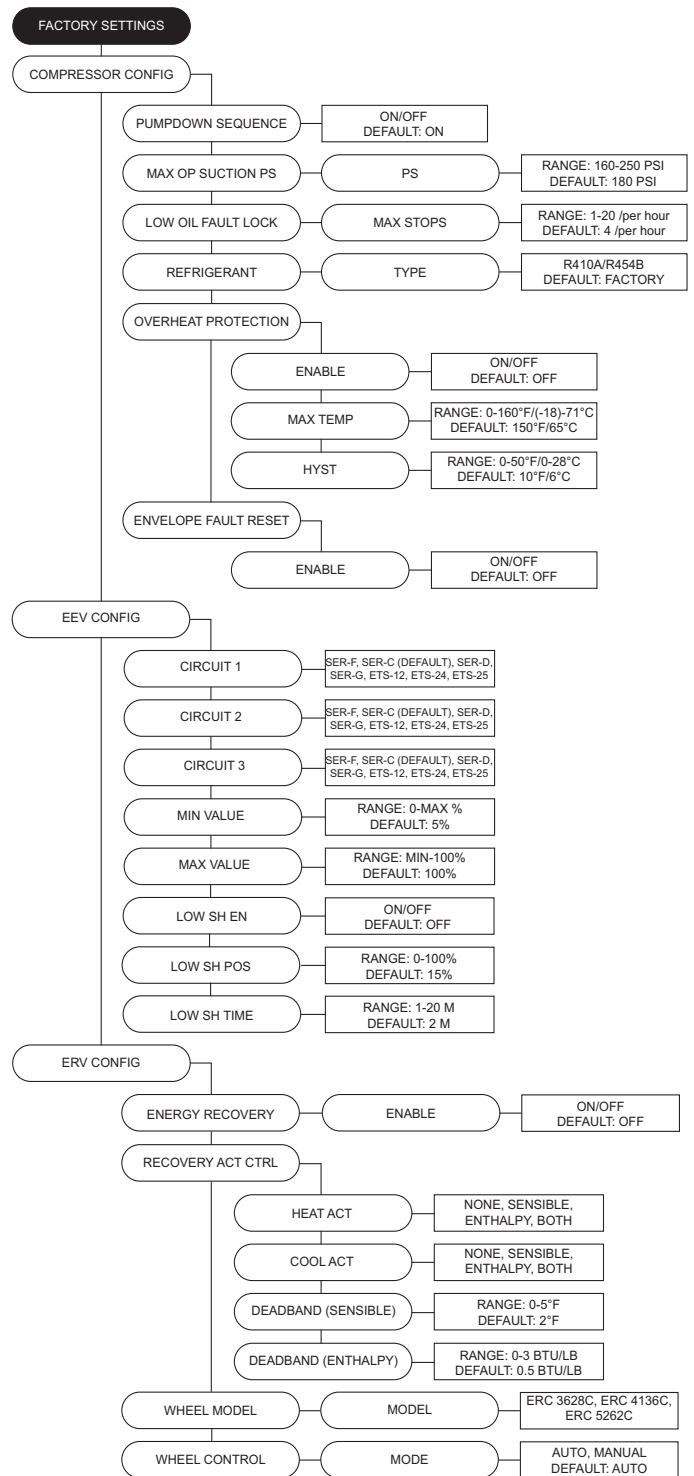 FACTORY SETTINGS
COMPRESSOR CONFIG
PUMPDOWN SEQUENCE
ON/OFF
DEFAULT: ON
MAX OP SUCTION PS
PS
RANGE: 160-250 PSI
DEFAULT: 180 PSI
LOW OIL FAULT LOCK
MAX STOPS
RANGE: 1-20 /per hour
DEFAULT: 4 /per hour
REFRIGERANT
TYPE
R410A/R454B
DEFAULT: FACTORY
OVERHEAT PROTECTION
ENABLE
ON/OFF
DEFAULT: OFF
MAX TEMP
RANGE: 0-160°F/(-18)-71°C
DEFAULT: 150°F/65°C
HYST
RANGE: 0-50°F/0-28°C
DEFAULT: 10°F/6°C
ENVELOPE FAULT RESET
ENABLE
ON/OFF
DEFAULT: OFF
EEV CONFIG
CIRCUIT 1
SER-F, SER-C (DEFAULT), SER-D,
SER-G, ETS-12, ETS-24, ETS-25
CIRCUIT 2
SER-F, SER-C (DEFAULT), SER-D,
SER-G, ETS-12, ETS-24, ETS-25
CIRCUIT 3
SER-F, SER-C (DEFAULT), SER-D,
SER-G, ETS-12, ETS-24, ETS-25
MIN VALUE
RANGE: 0-MAX %
DEFAULT: 5%
MAX VALUE
RANGE: MIN-100%
DEFAULT: 100%
LOW SH EN
ON/OFF
DEFAULT: OFF
LOW SH POS
RANGE: 0-100%
DEFAULT: 15%
LOW SH TIME
RANGE: 1-20 M
DEFAULT: 2 M
ERV CONFIG
ENERGY RECOVERY
ENABLE
ON/OFF
DEFAULT: OFF
RECOVERY ACT CTRL
HEAT ACT
NONE, SENSIBLE,
ENTHALPY, BOTH
COOL ACT
NONE, SENSIBLE,
ENTHALPY, BOTH
DEADBAND (SENSIBLE)
RANGE: 0-5°F
DEFAULT: 2°F
DEADBAND (ENTHALPY)
RANGE: 0-3 BTU/LB
DEFAULT: 0.5 BTU/LB
WHEEL MODEL
MODEL
ERC 3628C, ERC 4136C,
ERC 5262C
WHEEL CONTROL
MODE
AUTO, MANUAL
DEFAULT: AUTO